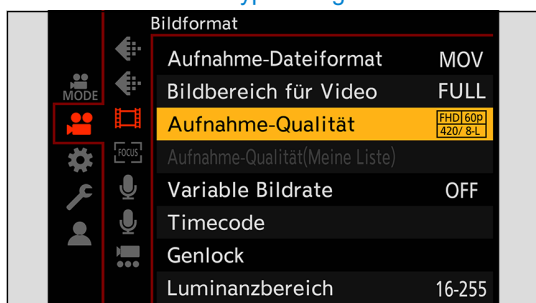 Bildformat
Aufnahme-Dateiformat MOV
MODE
Bildbereich für Video FULL
Aufnahme-Qualität FHD 60p
420/ 8-L
FOCUS
Aufnahme-Qualität(Meine Liste)
Variable Bildrate OFF
Timecode
Genlock
Luminanzbereich 16-255